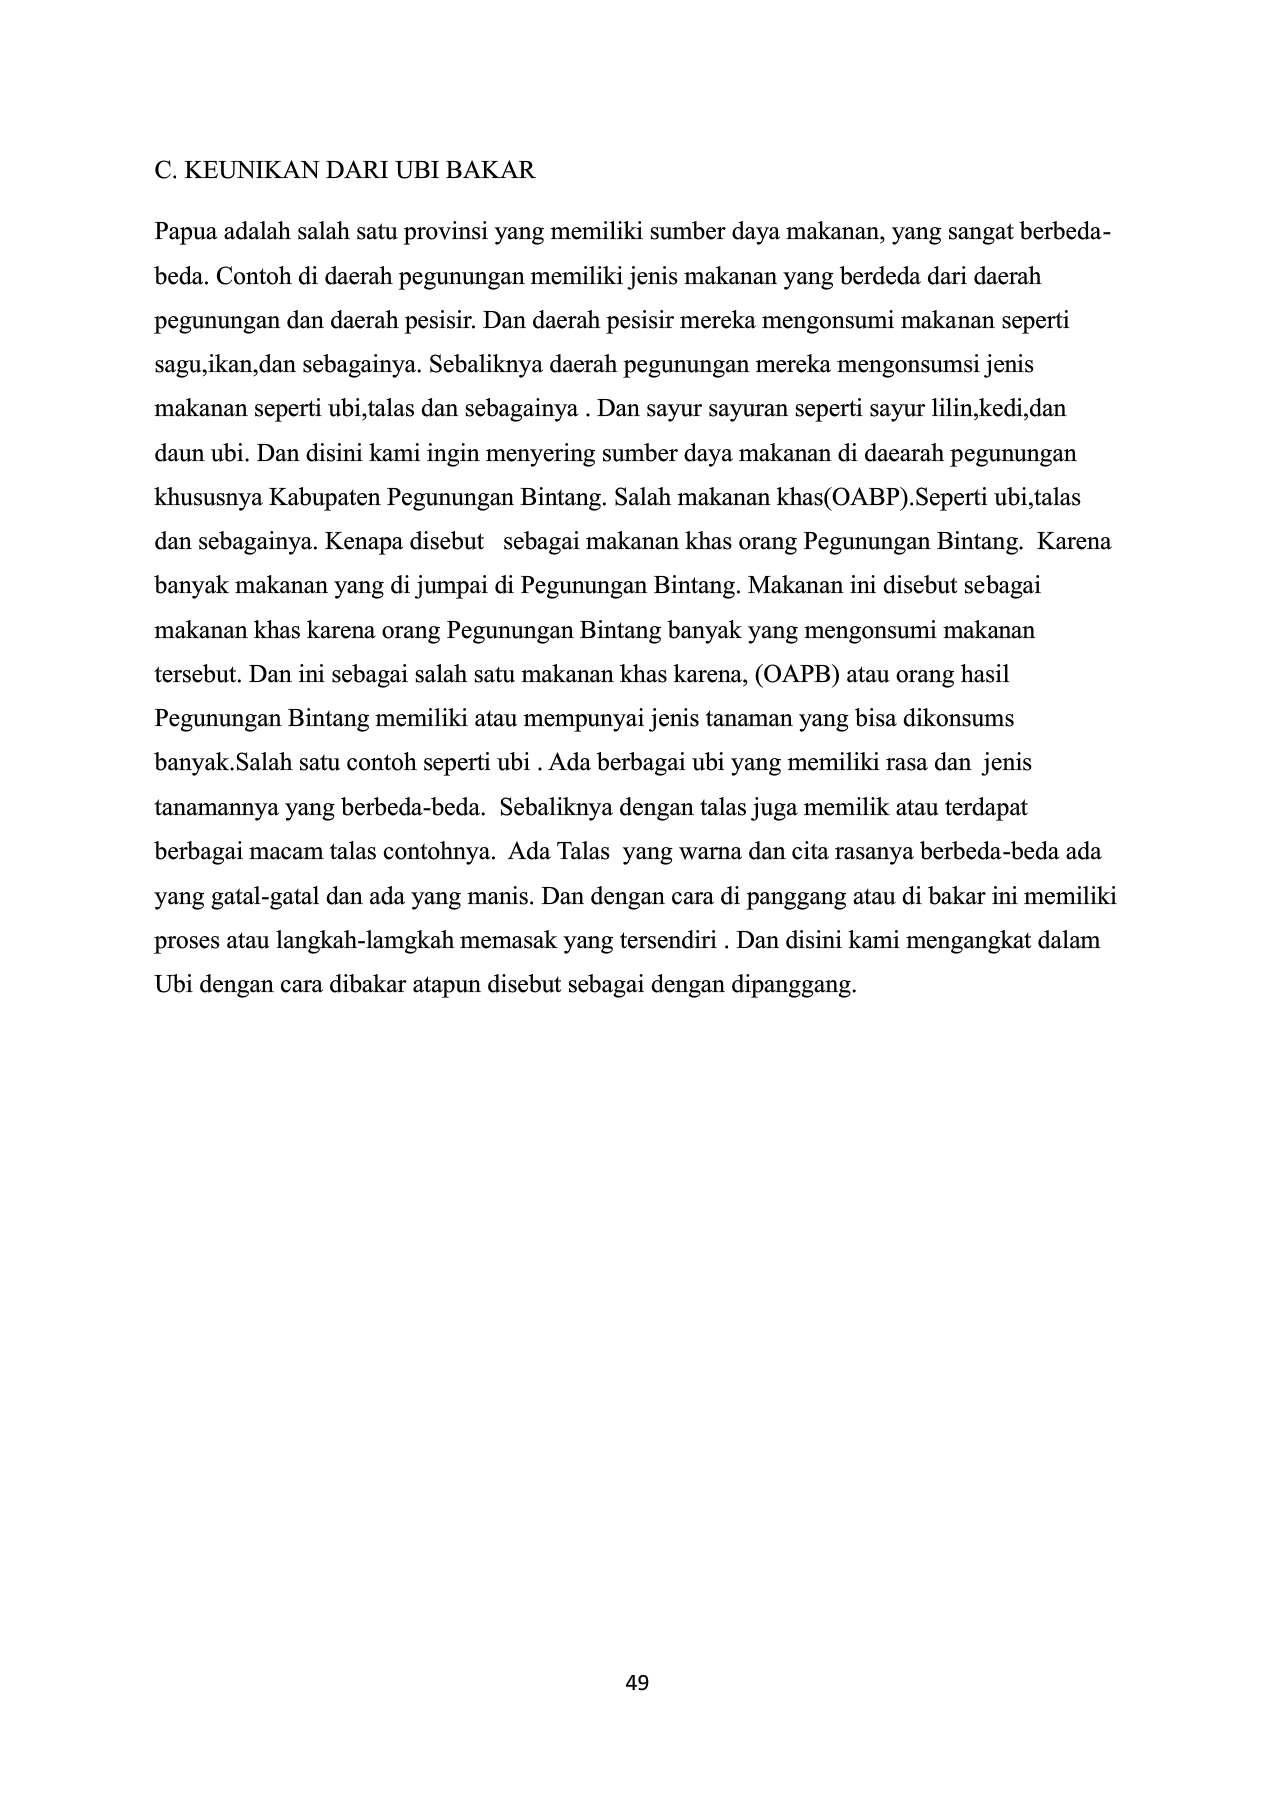 C. KEUNIKAN DARI UBI BAKAR
Papua adalah salah satu provinsi yang memiliki sumber daya makanan, yang sangat berbeda-
beda. Contoh di daerah pegunungan memiliki jenis makanan yang berdeda dari daerah
pegunungan dan daerah pesisir. Dan daerah pesisir mereka mengonsumi makanan seperti
sagu,ikan,dan sebagainya. Sebaliknya daerah pegunungan mereka mengonsumsi jenis
makanan seperti ubi,talas dan sebagainya . Dan sayur sayuran seperti sayur lilin,kedi,dan
daun ubi. Dan disini kami ingin menyering sumber daya makanan di daearah pegunungan
khususnya Kabupaten Pegunungan Bintang. Salah makanan khas(OABP).Seperti ubi,talas
dan sebagainya. Kenapa disebut   sebagai makanan khas orang Pegunungan Bintang.  Karena
banyak makanan yang di jumpai di Pegunungan Bintang. Makanan ini disebut sebagai
makanan khas karena orang Pegunungan Bintang banyak yang mengonsumi makanan
tersebut. Dan ini sebagai salah satu makanan khas karena, (OAPB) atau orang hasil
Pegunungan Bintang memiliki atau mempunyai jenis tanaman yang bisa dikonsums
banyak.Salah satu contoh seperti ubi . Ada berbagai ubi yang memiliki rasa dan  jenis
tanamannya yang berbeda-beda.  Sebaliknya dengan talas juga memilik atau terdapat
berbagai macam talas contohnya.  Ada Talas  yang warna dan cita rasanya berbeda-beda ada
yang gatal-gatal dan ada yang manis. Dan dengan cara di panggang atau di bakar ini memiliki
proses atau langkah-lamgkah memasak yang tersendiri . Dan disini kami mengangkat dalam
Ubi dengan cara dibakar atapun disebut sebagai dengan dipanggang.
49